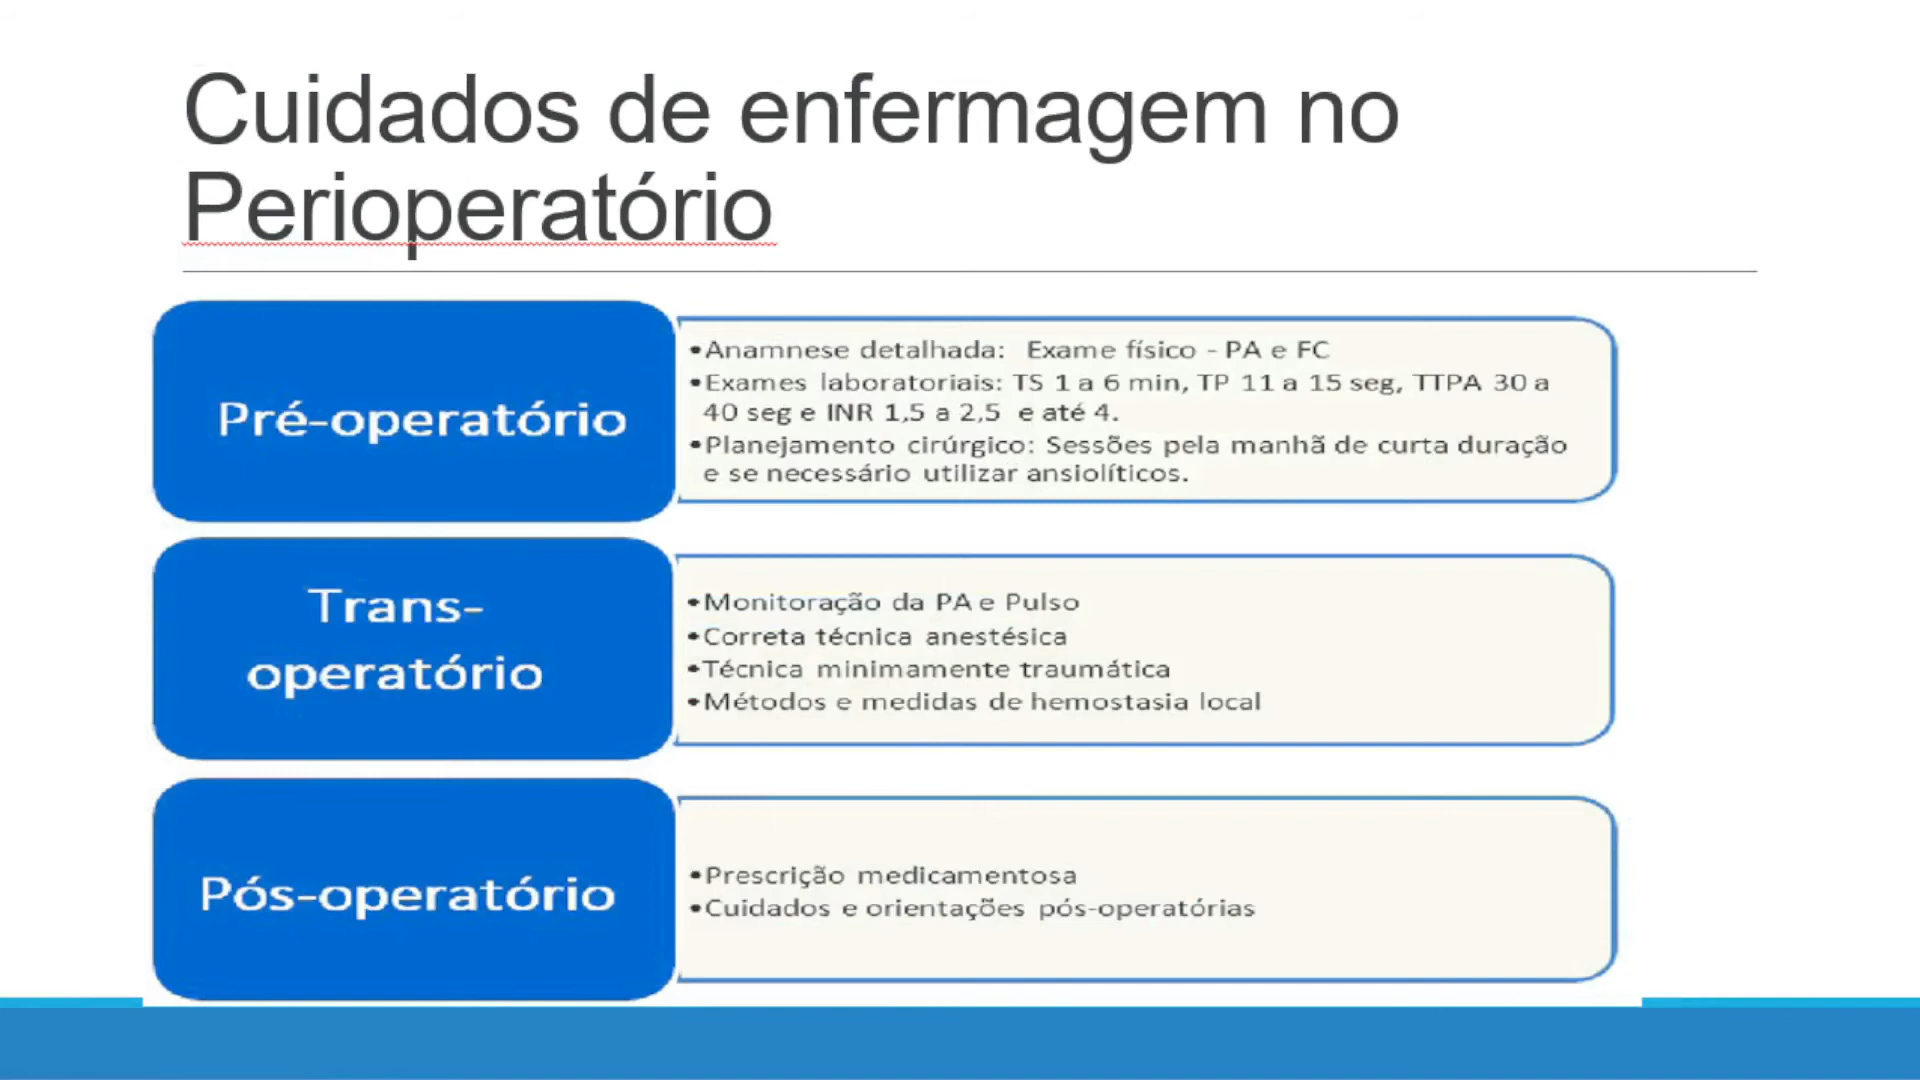 Cuidados de enfermagem no
Perioperatório
Pré-operatório
•Anamnese detalhada: Exame físico - PA e FC
•Exames laboratoriais: TS 1 a 6 min, TP 11 a 15 seg, TTPA 30 a
40 seg e INR 1,5 a 2,5 e até 4.
•Planejamento cirúrgico: Sessões pela manhã de curta duração
e se necessário utilizar ansiolíticos.
Trans-
operatório
•Monitoração da PA e Pulso
•Correta técnica anestésica
•Técnica minimamente traumática
•Métodos e medidas de hemostasia local
Pós-operatório
•Prescrição medicamentosa
•Cuidados e orientações pós-operatórias